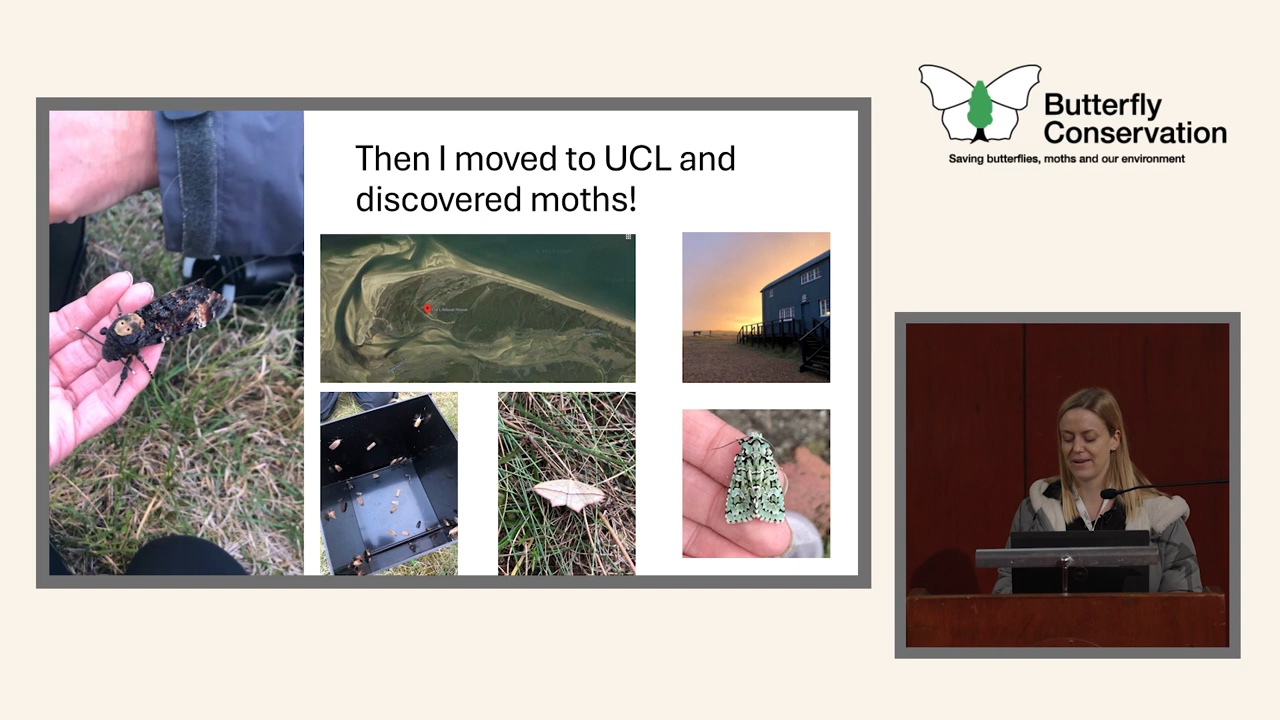 Then I moved to UCL and
discovered moths!
Butterfly
Conservation
Saving butterflies, moths and our environment